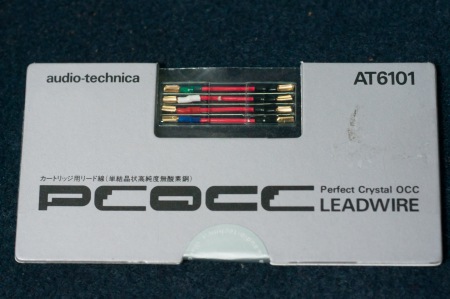 audio-technica
AT6101
カートリッジ用リード線(単結晶状高純度無酸素銅)
PCOCC
Perfect Crystal OCC
LEADWIRE